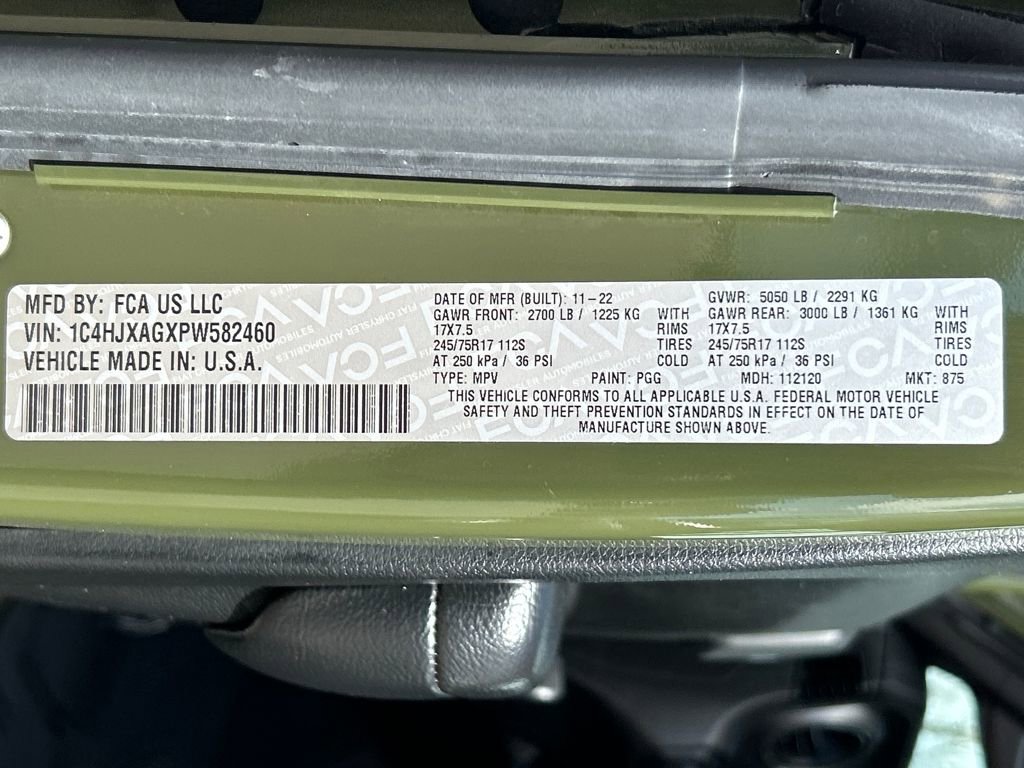 MFD BY: FCA US LLC
VIN: 1C4HJXAGXPW582460
VEHICLE MADE IN: U.S.A.
DATE OF MFR (BUILT): 11-22 GVWR: 5050 LB / 2291 KG
GAWR FRONT: 2700 LB / 1225 KG WITH GAWR REAR: 3000 LB / 1361 KG WITH
17X7.5 RIMS 17X7.5 RIMS
245/75R17 112S TIRES 245/75R17 112S TIRES
AT 250 kPa / 36 PSI COLD AT 250 kPa / 36 PSI COLD
TYPE: MPV PAINT: PGG MDH: 112120 MKT: 875
THIS VEHICLE CONFORMS TO ALL APPLICABLE U.S.A. FEDERAL MOTOR VEHICLE
SAFETY AND THEFT PREVENTION STANDARDS IN EFFECT ON THE DATE OF
MANUFACTURE SHOWN ABOVE.